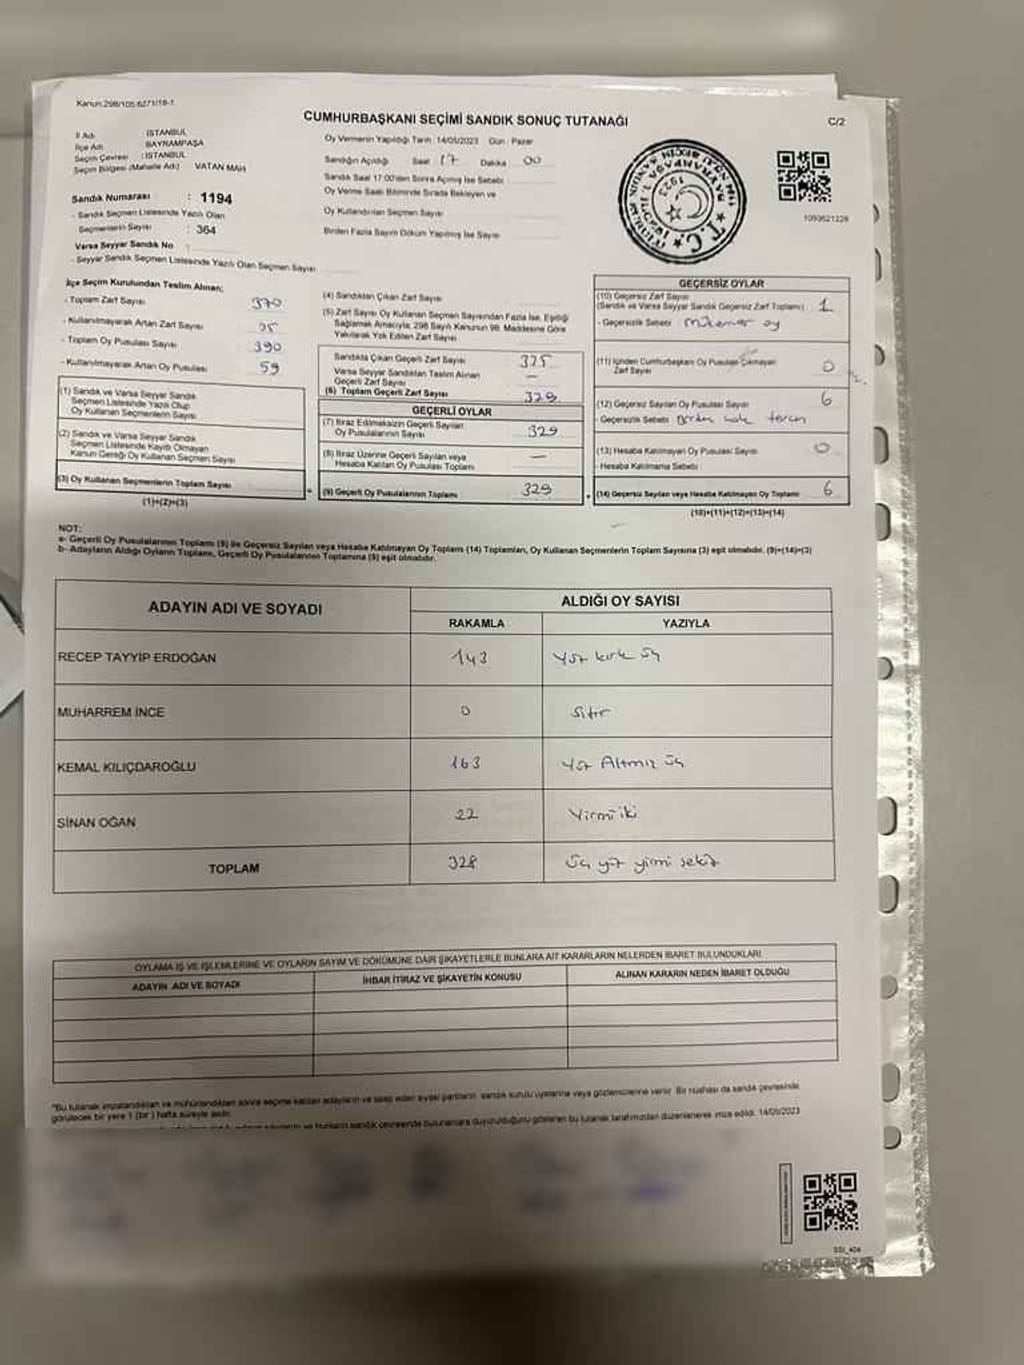 Kanun:298/105 6271/18-1
CUMHURBAŞKANI SEÇİMİ SANDIK SONUÇ TUTANAĞI
C/2
İl Adı : İSTANBUL
İlçe Adı : BAYRAMPAŞA
Seçim Çevresi : İSTANBUL
Seçim Bölgesi (Mahalle Adı) VATAN MAH
Sandık Numarası : 1194
- Sandık Seçmen Listesinde Yazılı Olan
Seçmenlerin Sayısı : 364
Varsa Seyyar Sandık No :
- Seyyar Sandık Seçmen Listesinde Yazılı Olan Seçmen Sayısı
Oy Vermenin Yapıldığı Tarih: 14/05/2023 Gün: Pazar
Sandığın Açıldığı Saat 17 Dakika 00
Sandık Saat 17:00'den Sonra Açılmış İse Sebebi
Oy Verme Saati Bitiminde Sırada Bekleyen ve
Oy Kullandırılan Seçmen Sayısı
Birden Fazla Sayım Döküm Yapılmış İse Sayısı
T.C.
1923
1093621228
İlçe Seçim Kurulundan Teslim Alınan;
- Toplam Zarf Sayısı 370
- Kullanılmayarak Artan Zarf Sayısı 35
- Toplam Oy Pusulası Sayısı 390
- Kullanılmayarak Artan Oy Pusulası 59
(1) Sandık ve Varsa Seyyar Sandık
Seçmen Listesinde Yazılı Olup
Oy Kullanan Seçmenlerin Sayısı
(2) Sandık ve Varsa Seyyar Sandık
Seçmen Listesinde Kayıtlı Olmayan
Kanun Gereği Oy Kullanan Seçmen Sayısı
(3) Oy Kullanan Seçmenlerin Toplam Sayısı
(1)+(2)=(3)
(4) Sandıktan Çıkan Zarf Sayısı
(5) Zarf Sayısı Oy Kullanan Seçmen Sayısından Fazla İse, Eşitliği
Sağlamak Amacıyla, 298 Sayılı Kanunun 98. Maddesine Göre
Yakılarak Yok Edilen Zarf Sayısı
Sandıkta Çıkan Geçerli Zarf Sayısı 325
Varsa Seyyar Sandıktan Teslim Alınan
Geçerli Zarf Sayısı —
(6) Toplam Geçerli Zarf Sayısı 329
GEÇERLİ OYLAR
(7) İtiraz Edilmeksizin Geçerli Sayılan
Oy Pusulalarının Sayısı 329
(8) İtiraz Üzerine Geçerli Sayılan veya
Hesaba Katılan Oy Pusulası Toplamı —
(9) Geçerli Oy Pusulalarının Toplamı 329
GEÇERSİZ OYLAR
(10) Geçersiz Zarf Sayısı
(Sandık ve Varsa Seyyar Sandık Geçersiz Zarf Toplamı) 1
- Geçersizlik Sebebi mükerrer oy
(11) İçinden Cumhurbaşkanı Oy Pusulası Çıkmayan
Zarf Sayısı 0
(12) Geçersiz Sayılan Oy Pusulası Sayısı 6
- Geçersizlik Sebebi Birden tercih
(13) Hesaba Katılmayan Oy Pusulası Sayısı 0
- Hesaba Katılmama Sebebi
(14) Geçersiz Sayılan veya Hesaba Katılmayan Oy Toplamı 6
(10)+(11)+(12)+(13)=(14)
NOT:
a- Geçerli Oy Pusulalarının Toplamı (9) ile Geçersiz Sayılan veya Hesaba Katılmayan Oy Toplamı (14) Toplamları, Oy Kullanan Seçmenlerin Toplam Sayısına (3) eşit olmalıdır. (9)+(14)=(3)
b- Adayların Aldığı Oyların Toplamı, Geçerli Oy Pusulalarının Toplamına (9) eşit olmalıdır.
ADAYIN ADI VE SOYADI
ALDIĞI OY SAYISI
RAKAMLA YAZIYLA
RECEP TAYYİP ERDOĞAN 143 Yüz kırk üç
MUHARREM İNCE 0 Sıfır
KEMAL KILIÇDAROĞLU 163 Yüz Altmış üç
SİNAN OĞAN 22 Yirmi iki
TOPLAM 328 Üç yüz yirmi sekiz
OYLAMA İŞ VE İŞLEMLERİNE VE OYLARIN SAYIM VE DÖKÜMÜNE DAİR ŞİKAYETLERLE BUNLARA AİT KARARLARIN NELERDEN İBARET BULUNDUKLARI
ADAYIN ADI VE SOYADI İHBAR İTİRAZ VE ŞİKAYETİN KONUSU ALINAN KARARIN NEDEN İBARET OLDUĞU
"Bu tutanak imzalandıktan ve mühürlendikten sonra seçime katılan adayların ve talep eden siyasi partilerin sandık kurulu üyelerine veya gözlemcilerine verilir. Bir nüshası da sandık çevresinde
görülecek bir yere 1 (bir) hafta süreyle asılır.
ve bunların sandık çevresinde bulunanlara duyurulduğunu gösteren bu tutanak tarafımızdan düzenlenerek imza edildi. 14/05/2023